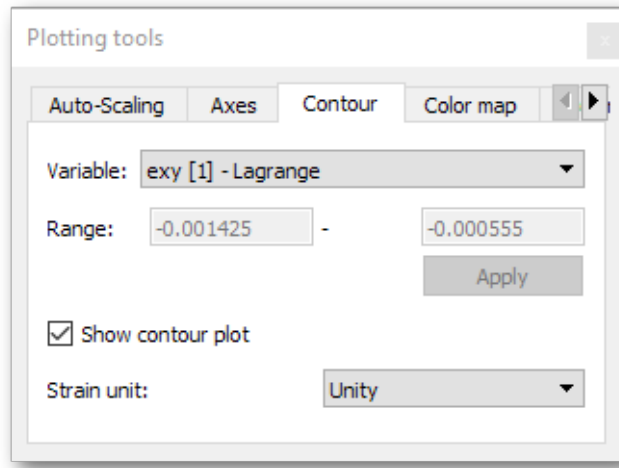 Plotting tools
x
Auto-Scaling Axes Contour Color map
Variable: exy [1] - Lagrange
Range: -0.001425 - -0.000555
Apply
Show contour plot
Strain unit: Unity